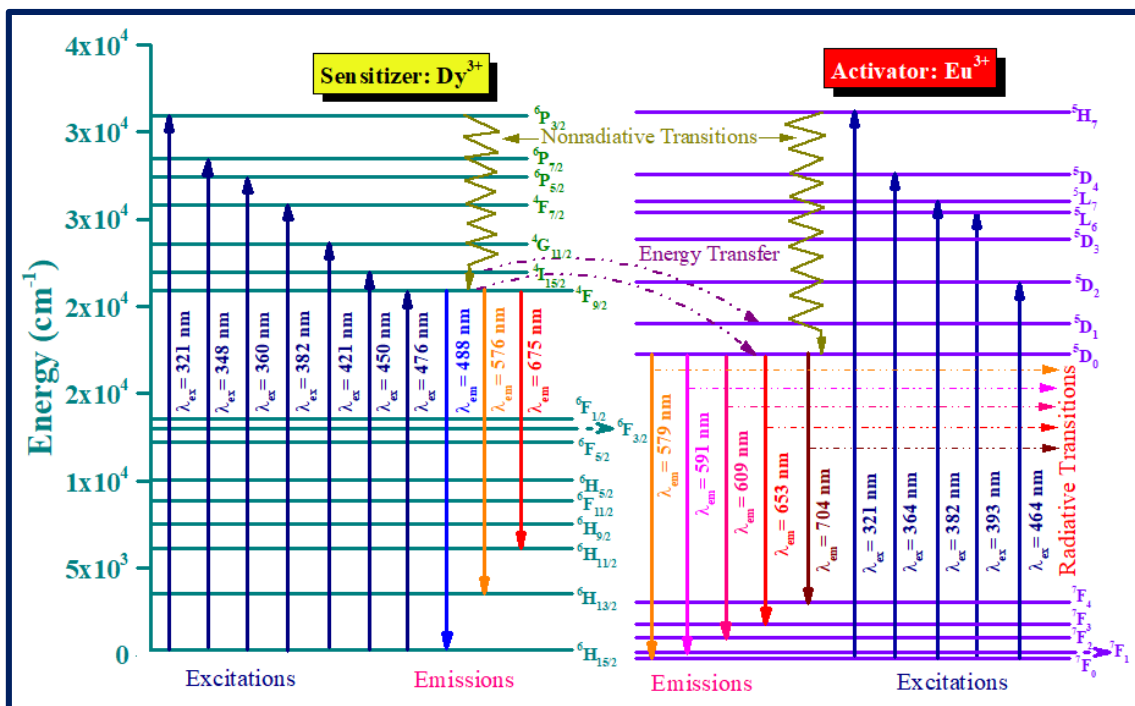 Sensitizer: Dy³⁺
Activator: Eu³⁺
Energy (cm⁻¹)
4x10⁴
3x10⁴
3x10⁴
2x10⁴
2x10⁴
1x10⁴
5x10³
0
⁶P₃/₂
⁶P₇/₂
⁶P₅/₂
⁴F₇/₂
⁴G₁₁/₂
⁴I₁₅/₂
⁴F₉/₂
⁶F₁/₂
⁶F₃/₂
⁶F₅/₂
⁶H₅/₂
⁶F₁₁/₂
⁶H₉/₂
⁶H₁₁/₂
⁶H₁₃/₂
⁶H₁₅/₂
λex = 321 nm
λex = 348 nm
λex = 360 nm
λex = 382 nm
λex = 421 nm
λex = 450 nm
λex = 476 nm
λem = 488 nm
λem = 576 nm
λem = 675 nm
Excitations
Emissions
Nonradiative Transitions
Energy Transfer
⁵H₇
⁵D₄
⁵L₇
⁵L₆
⁵D₃
⁵D₂
⁵D₁
⁵D₀
⁷F₄
⁷F₃
⁷F₂
⁷F₁
⁷F₀
λem = 579 nm
λem = 591 nm
λem = 609 nm
λem = 653 nm
λem = 704 nm
λex = 321 nm
λex = 364 nm
λex = 382 nm
λex = 393 nm
λex = 464 nm
Radiative Transitions
Emissions
Excitations